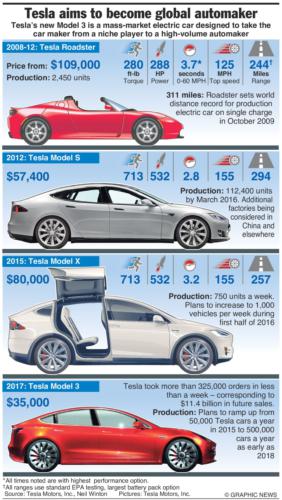 Tesla aims to become global automaker
Tesla's new Model 3 is a mass-market electric car designed to take the
car maker from a niche player to a high-volume automaker
2008-12: Tesla Roadster
Price from: $109,000
Production: 2,450 units
280 288 3.7* 125 244†
ft-lb HP seconds MPH Miles
Torque Power 0-60 MPH Top speed Range
311 miles: Roadster sets world
distance record for production
electric car on single charge
in October 2009
2012: Tesla Model S
$57,400
713 532 2.8 155 294
Production: 112,400 units
by March 2016. Additional
factories being
considered in
China and
elsewhere
2015: Tesla Model X
$80,000
713 532 3.2 155 257
Production: 750 units a week.
Plans to increase to 1,000
vehicles per week during
first half of 2016
2017: Tesla Model 3
$35,000
Tesla took more than 325,000 orders in less
than a week – corresponding to
$11.4 billion in future sales.
Production: Plans to ramp up from
50,000 Tesla cars a year
in 2015 to 500,000
cars a year
as early as
2018
*All times noted are with highest performance option.
†All ranges use standard EPA testing, largest battery pack option
Source: Tesla Motors, Inc., Neil Winton Pictures: Tesla Motors, Inc.
© GRAPHIC NEWS